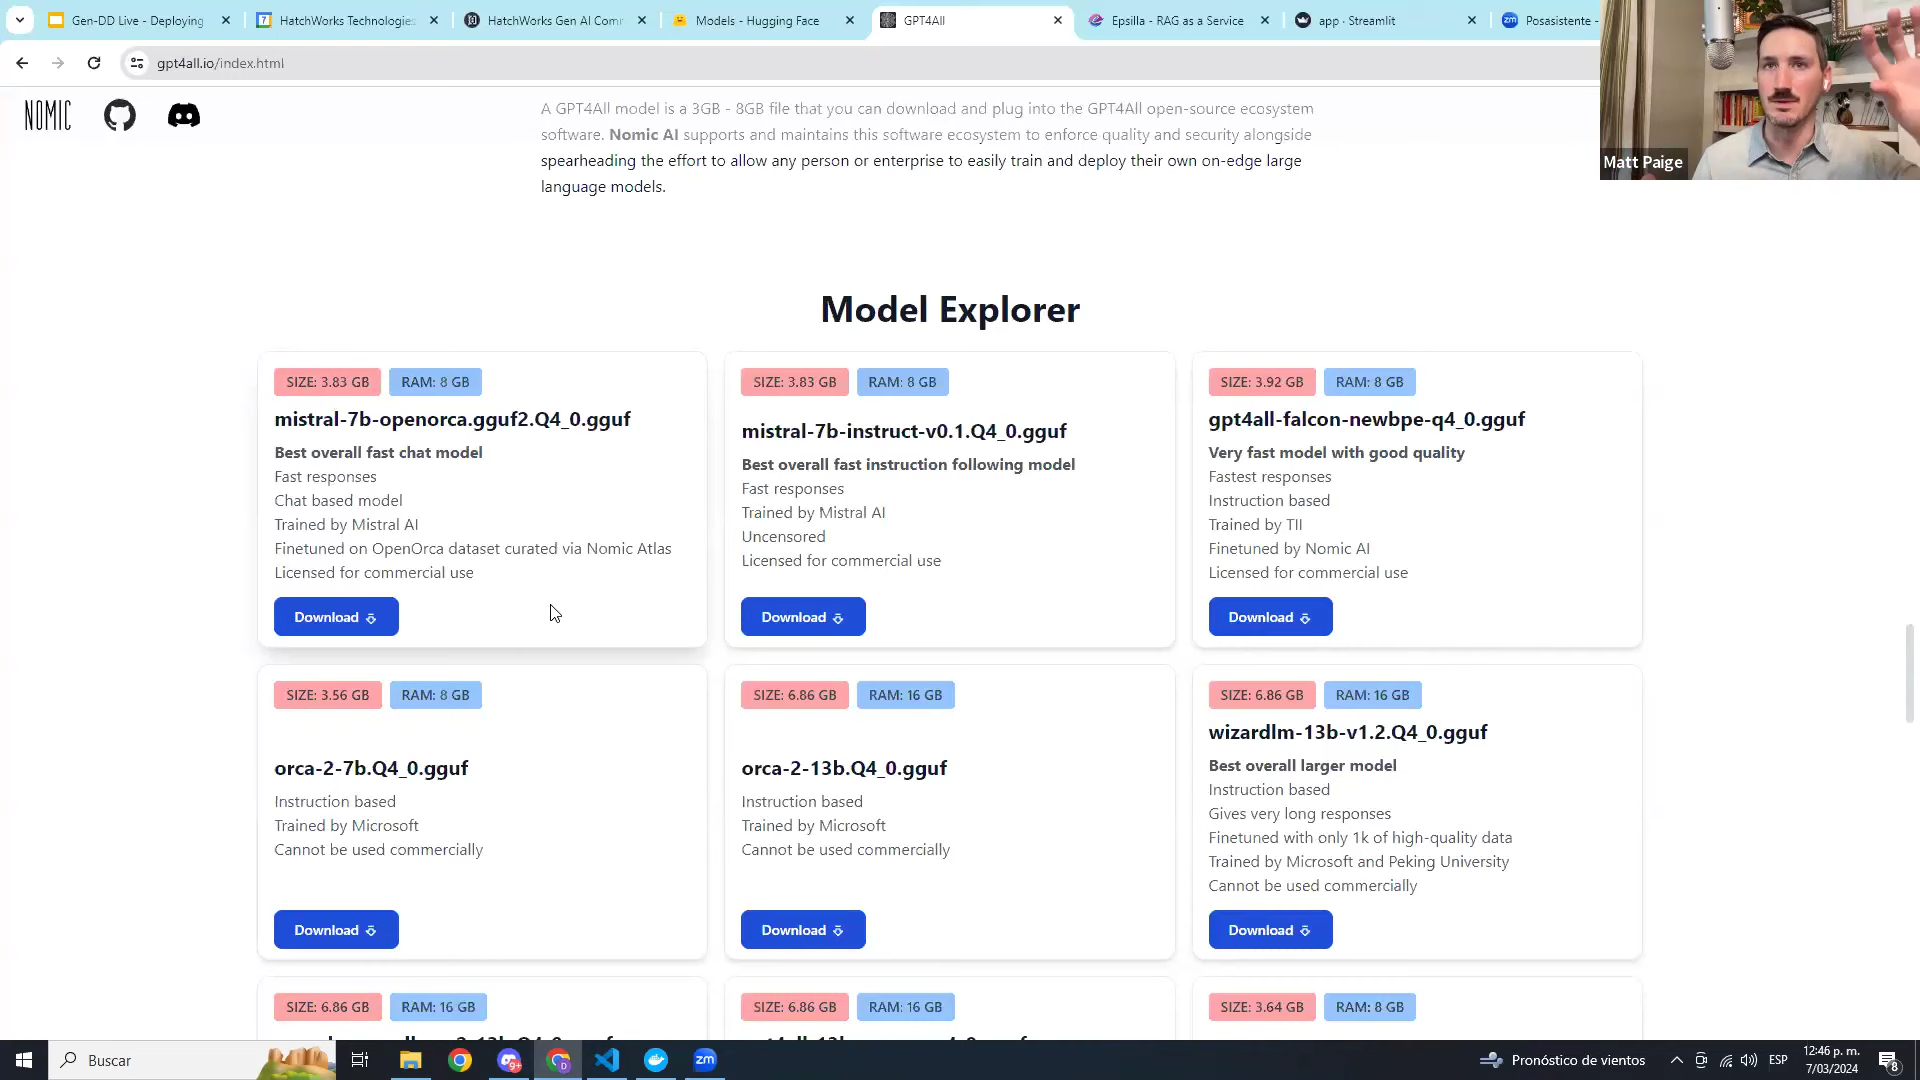 Gen-DD Live - Deploying
HatchWorks Technologies
HatchWorks Gen AI Com
Models - Hugging Face
GPT4All
Epsilla - RAG as a Service
app · Streamlit
Posasistente -
gpt4all.io/index.html
NOMIC
Matt Paige
A GPT4All model is a 3GB - 8GB file that you can download and plug into the GPT4All open-source ecosystem
software. Nomic AI supports and maintains this software ecosystem to enforce quality and security alongside
spearheading the effort to allow any person or enterprise to easily train and deploy their own on-edge large
language models.
Model Explorer
SIZE: 3.83 GB RAM: 8 GB
mistral-7b-openorca.gguf2.Q4_0.gguf
Best overall fast chat model
Fast responses
Chat based model
Trained by Mistral AI
Finetuned on OpenOrca dataset curated via Nomic Atlas
Licensed for commercial use
Download
SIZE: 3.83 GB RAM: 8 GB
mistral-7b-instruct-v0.1.Q4_0.gguf
Best overall fast instruction following model
Fast responses
Trained by Mistral AI
Uncensored
Licensed for commercial use
Download
SIZE: 3.92 GB RAM: 8 GB
gpt4all-falcon-newbpe-q4_0.gguf
Very fast model with good quality
Fastest responses
Instruction based
Trained by TII
Finetuned by Nomic AI
Licensed for commercial use
Download
SIZE: 3.56 GB RAM: 8 GB
orca-2-7b.Q4_0.gguf
Instruction based
Trained by Microsoft
Cannot be used commercially
Download
SIZE: 6.86 GB RAM: 16 GB
orca-2-13b.Q4_0.gguf
Instruction based
Trained by Microsoft
Cannot be used commercially
Download
SIZE: 6.86 GB RAM: 16 GB
wizardlm-13b-v1.2.Q4_0.gguf
Best overall larger model
Instruction based
Gives very long responses
Finetuned with only 1k of high-quality data
Trained by Microsoft and Peking University
Cannot be used commercially
Download
SIZE: 6.86 GB RAM: 16 GB
SIZE: 6.86 GB RAM: 16 GB
SIZE: 3.64 GB RAM: 8 GB
Buscar
Pronóstico de vientos
ESP
12:46 p. m.
7/03/2024
8